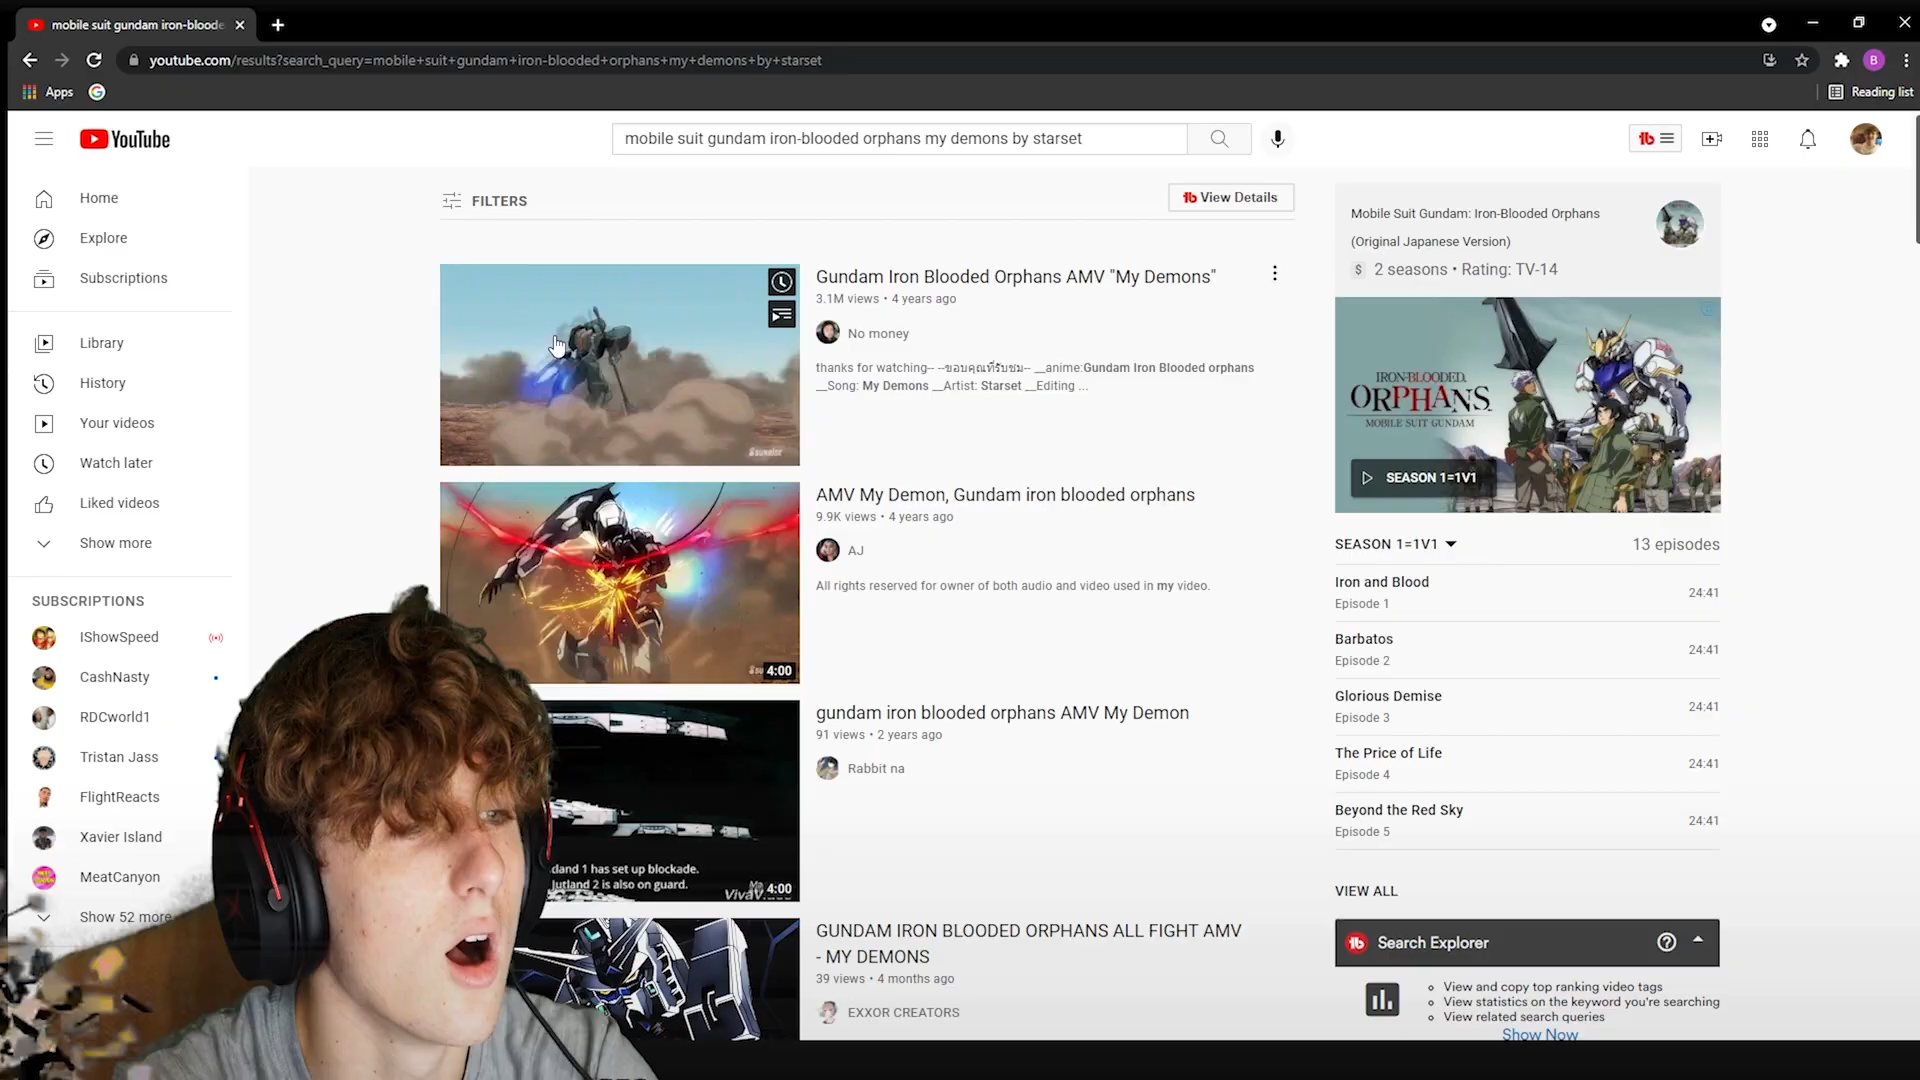 mobile suit gundam iron-bloode
youtube.com/results?search_query=mobile+suit+gundam+iron-blooded+orphans+my+demons+by+starset
B
Apps
Reading list
YouTube
mobile suit gundam iron-blooded orphans my demons by starset
Home
Explore
Subscriptions
Library
History
Your videos
Watch later
Liked videos
Show more
SUBSCRIPTIONS
IShowSpeed
CashNasty
RDCworld1
Tristan Jass
FlightReacts
Xavier Island
MeatCanyon
Show 52 more
FILTERS
View Details
Gundam Iron Blooded Orphans AMV "My Demons"
3.1M views • 4 years ago
No money
thanks for watching-- --ขอบคุณที่รับชม-- __anime:Gundam Iron Blooded orphans
__Song: My Demons __Artist: Starset __Editing ...
AMV My Demon, Gundam iron blooded orphans
9.9K views • 4 years ago
AJ
All rights reserved for owner of both audio and video used in my video.
4:00
gundam iron blooded orphans AMV My Demon
91 views • 2 years ago
Rabbit na
1 has set up blockade.
Jutland 2 is also on guard.
4:00
GUNDAM IRON BLOODED ORPHANS ALL FIGHT AMV
- MY DEMONS
39 views • 4 months ago
EXXOR CREATORS
Mobile Suit Gundam: Iron-Blooded Orphans
(Original Japanese Version)
$ 2 seasons • Rating: TV-14
IRON-BLOODED
ORPHANS
MOBILE SUIT GUNDAM
SEASON 1=1V1
SEASON 1=1V1
13 episodes
Iron and Blood
Episode 1
24:41
Barbatos
Episode 2
24:41
Glorious Demise
Episode 3
24:41
The Price of Life
Episode 4
24:41
Beyond the Red Sky
Episode 5
24:41
VIEW ALL
Search Explorer
View and copy top ranking video tags
View statistics on the keyword you're searching
View related search queries
Show Now